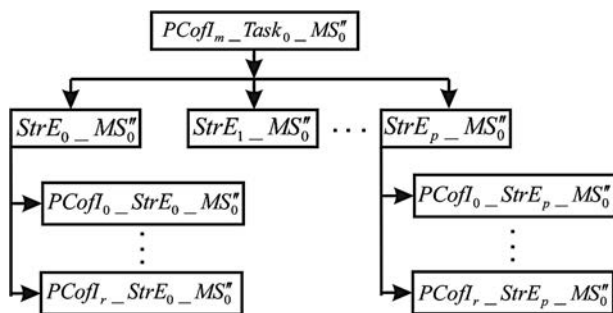 PCofI_m_Task_0_MS″_0
StrE_0_MS″_0 StrE_1_MS″_0 ... StrE_p_MS″_0
PCofI_0_StrE_0_MS″_0 PCofI_0_StrE_p_MS″_0
⋮ ⋮
PCofI_r_StrE_0_MS″_0 PCofI_r_StrE_p_MS″_0